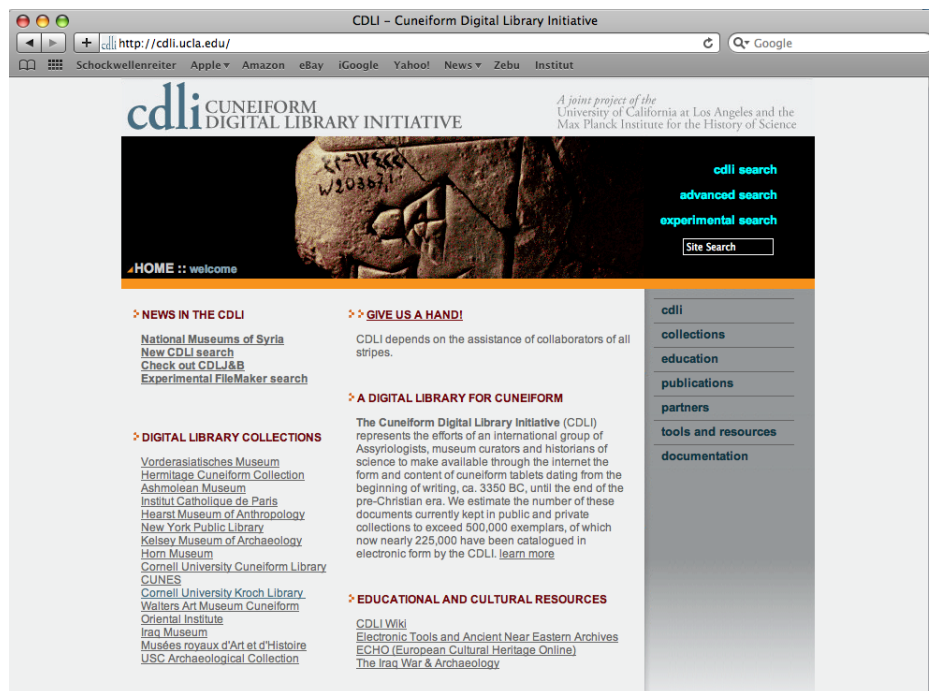 CDLI – Cuneiform Digital Library Initiative
cdli http://cdli.ucla.edu/
Google
Schockwellenreiter Apple Amazon eBay iGoogle Yahoo! News Zebu Institut
cdli CUNEIFORM
DIGITAL LIBRARY INITIATIVE
A joint project of the
University of California at Los Angeles and the
Max Planck Institute for the History of Science
cdli search
advanced search
experimental search
Site Search
HOME :: welcome
NEWS IN THE CDLI
National Museums of Syria
New CDLI search
Check out CDLJ&B
Experimental FileMaker search
DIGITAL LIBRARY COLLECTIONS
Vorderasiatisches Museum
Hermitage Cuneiform Collection
Ashmolean Museum
Institut Catholique de Paris
Hearst Museum of Anthropology
New York Public Library
Kelsey Museum of Archaeology
Horn Museum
Cornell University Cuneiform Library
CUNES
Cornell University Kroch Library
Walters Art Museum Cuneiform
Oriental Institute
Iraq Museum
Musées royaux d'Art et d'Histoire
USC Archaeological Collection
GIVE US A HAND!
CDLI depends on the assistance of collaborators of all
stripes.
A DIGITAL LIBRARY FOR CUNEIFORM
The Cuneiform Digital Library Initiative (CDLI)
represents the efforts of an international group of
Assyriologists, museum curators and historians of
science to make available through the internet the
form and content of cuneiform tablets dating from the
beginning of writing, ca. 3350 BC, until the end of the
pre-Christian era. We estimate the number of these
documents currently kept in public and private
collections to exceed 500,000 exemplars, of which
now nearly 225,000 have been catalogued in
electronic form by the CDLI. learn more
EDUCATIONAL AND CULTURAL RESOURCES
CDLI Wiki
Electronic Tools and Ancient Near Eastern Archives
ECHO (European Cultural Heritage Online)
The Iraq War & Archaeology
cdli
collections
education
publications
partners
tools and resources
documentation